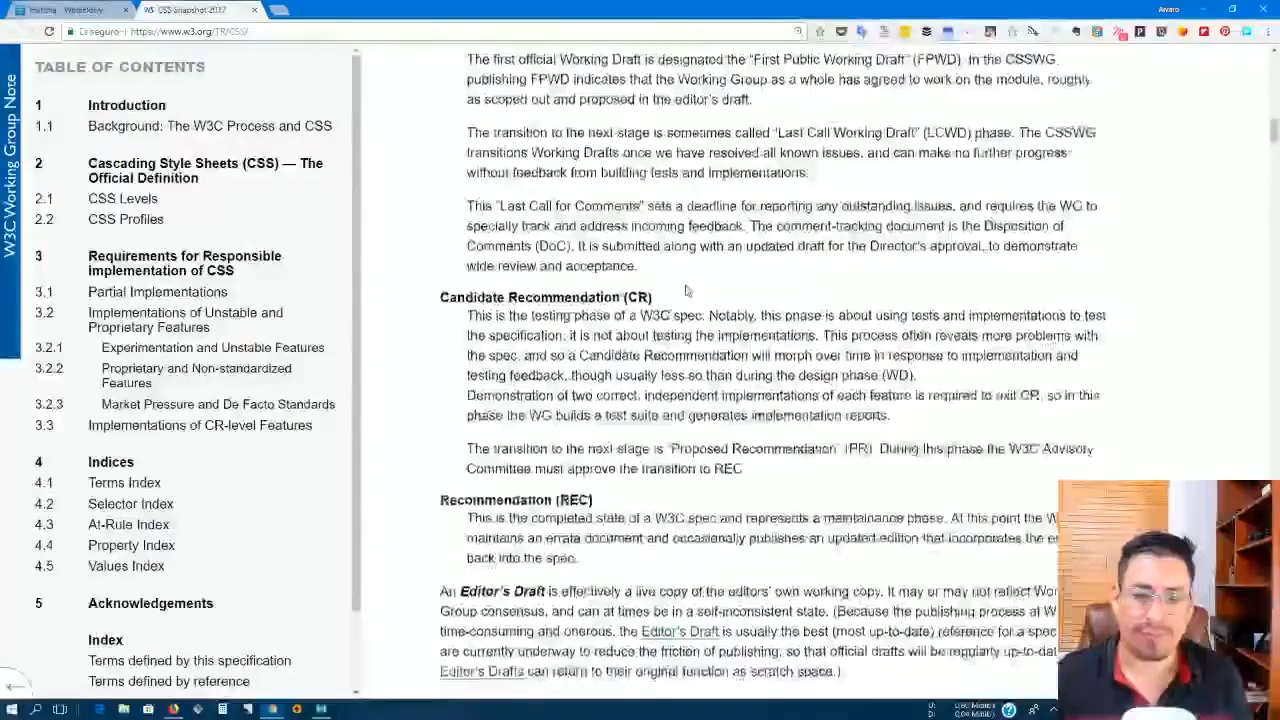 CSS Snapshot 2017
Alvaro
Es seguro
https://www.w3.org/TR/CSS/
W3C Working Group Note
TABLE OF CONTENTS
1 Introduction
1.1 Background: The W3C Process and CSS
2 Cascading Style Sheets (CSS) — The
Official Definition
2.1 CSS Levels
2.2 CSS Profiles
3 Requirements for Responsible
Implementation of CSS
3.1 Partial Implementations
3.2 Implementations of Unstable and
Proprietary Features
3.2.1 Experimentation and Unstable Features
3.2.2 Proprietary and Non-standardized
Features
3.2.3 Market Pressure and De Facto Standards
3.3 Implementations of CR-level Features
4 Indices
4.1 Terms Index
4.2 Selector Index
4.3 At-Rule Index
4.4 Property Index
4.5 Values Index
5 Acknowledgements
Index
Terms defined by this specification
Terms defined by reference
The first official Working Draft is designated the “First Public Working Draft” (FPWD). In the CSSWG,
publishing FPWD indicates that the Working Group as a whole has agreed to work on the module, roughly
as scoped out and proposed in the editor’s draft.
The transition to the next stage is sometimes called “Last Call Working Draft” (LCWD) phase. The CSSWG
transitions Working Drafts once we have resolved all known issues, and can make no further progress
without feedback from building tests and implementations.
This “Last Call for Comments” sets a deadline for reporting any outstanding issues, and requires the WG to
specially track and address incoming feedback. The comment-tracking document is the Disposition of
Comments (DoC). It is submitted along with an updated draft for the Director’s approval, to demonstrate
wide review and acceptance.
Candidate Recommendation (CR)
This is the testing phase of a W3C spec. Notably, this phase is about using tests and implementations to test
the specification: it is not about testing the implementations. This process often reveals more problems with
the spec, and so a Candidate Recommendation will morph over time in response to implementation and
testing feedback, though usually less so than during the design phase (WD).
Demonstration of two correct, independent implementations of each feature is required to exit CR, so in this
phase the WG builds a test suite and generates implementation reports.
The transition to the next stage is “Proposed Recommendation” (PR). During this phase the W3C Advisory
Committee must approve the transition to REC.
Recommendation (REC)
This is the completed state of a W3C spec and represents a maintenance phase. At this point the W
maintains an errata document and occasionally publishes an updated edition that incorporates the e
back into the spec.
An Editor’s Draft is effectively a live copy of the editors’ own working copy. It may or may not reflect Wor
Group consensus, and can at times be in a self-inconsistent state. (Because the publishing process at W
time-consuming and onerous, the Editor’s Draft is usually the best (most up-to-date) reference for a spec
are currently underway to reduce the friction of publishing, so that official drafts will be regularly up-to-dat
Editor’s Drafts can return to their original function as scratch space.)